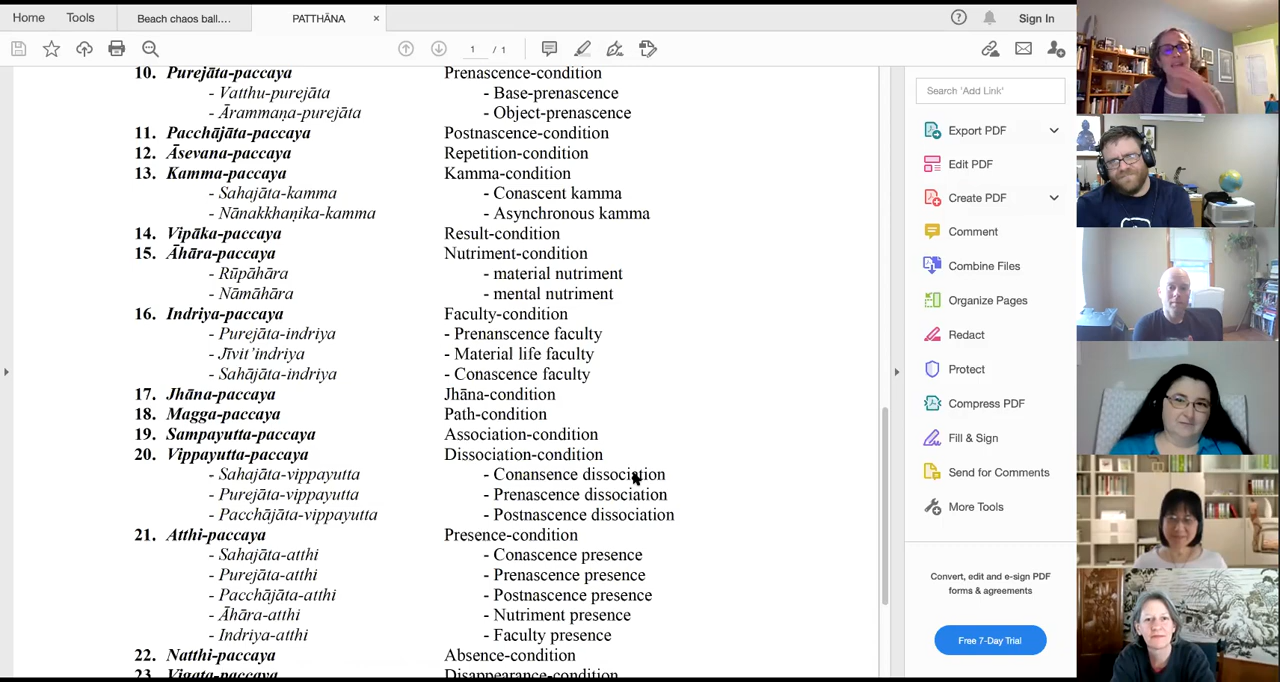 Home Tools Beach chaos ball.... PATTHĀNA × Sign In
1 / 1
10. Purejāta-paccaya Prenascence-condition
- Vatthu-purejāta - Base-prenascence
- Ārammaṇa-purejāta - Object-prenascence
11. Pacchājāta-paccaya Postnascence-condition
12. Āsevana-paccaya Repetition-condition
13. Kamma-paccaya Kamma-condition
- Sahajāta-kamma - Conascent kamma
- Nānakkhaṇika-kamma - Asynchronous kamma
14. Vipāka-paccaya Result-condition
15. Āhāra-paccaya Nutriment-condition
- Rūpāhāra - material nutriment
- Nāmāhāra - mental nutriment
16. Indriya-paccaya Faculty-condition
- Purejāta-indriya - Prenanscence faculty
- Jīvit'indriya - Material life faculty
- Sahājāta-indriya - Conascence faculty
17. Jhāna-paccaya Jhāna-condition
18. Magga-paccaya Path-condition
19. Sampayutta-paccaya Association-condition
20. Vippayutta-paccaya Dissociation-condition
- Sahajāta-vippayutta - Conansence dissociation
- Purejāta-vippayutta - Prenascence dissociation
- Pacchājāta-vippayutta - Postnascence dissociation
21. Atthi-paccaya Presence-condition
- Sahajāta-atthi - Conascence presence
- Purejāta-atthi - Prenascence presence
- Pacchājāta-atthi - Postnascence presence
- Āhāra-atthi - Nutriment presence
- Indriya-atthi - Faculty presence
22. Natthi-paccaya Absence-condition
23. Vigata-paccaya Disappearance-condition
Search 'Add Link'
Export PDF
Edit PDF
Create PDF
Comment
Combine Files
Organize Pages
Redact
Protect
Compress PDF
Fill & Sign
Send for Comments
More Tools
Convert, edit and e-sign PDF
forms & agreements
Free 7-Day Trial